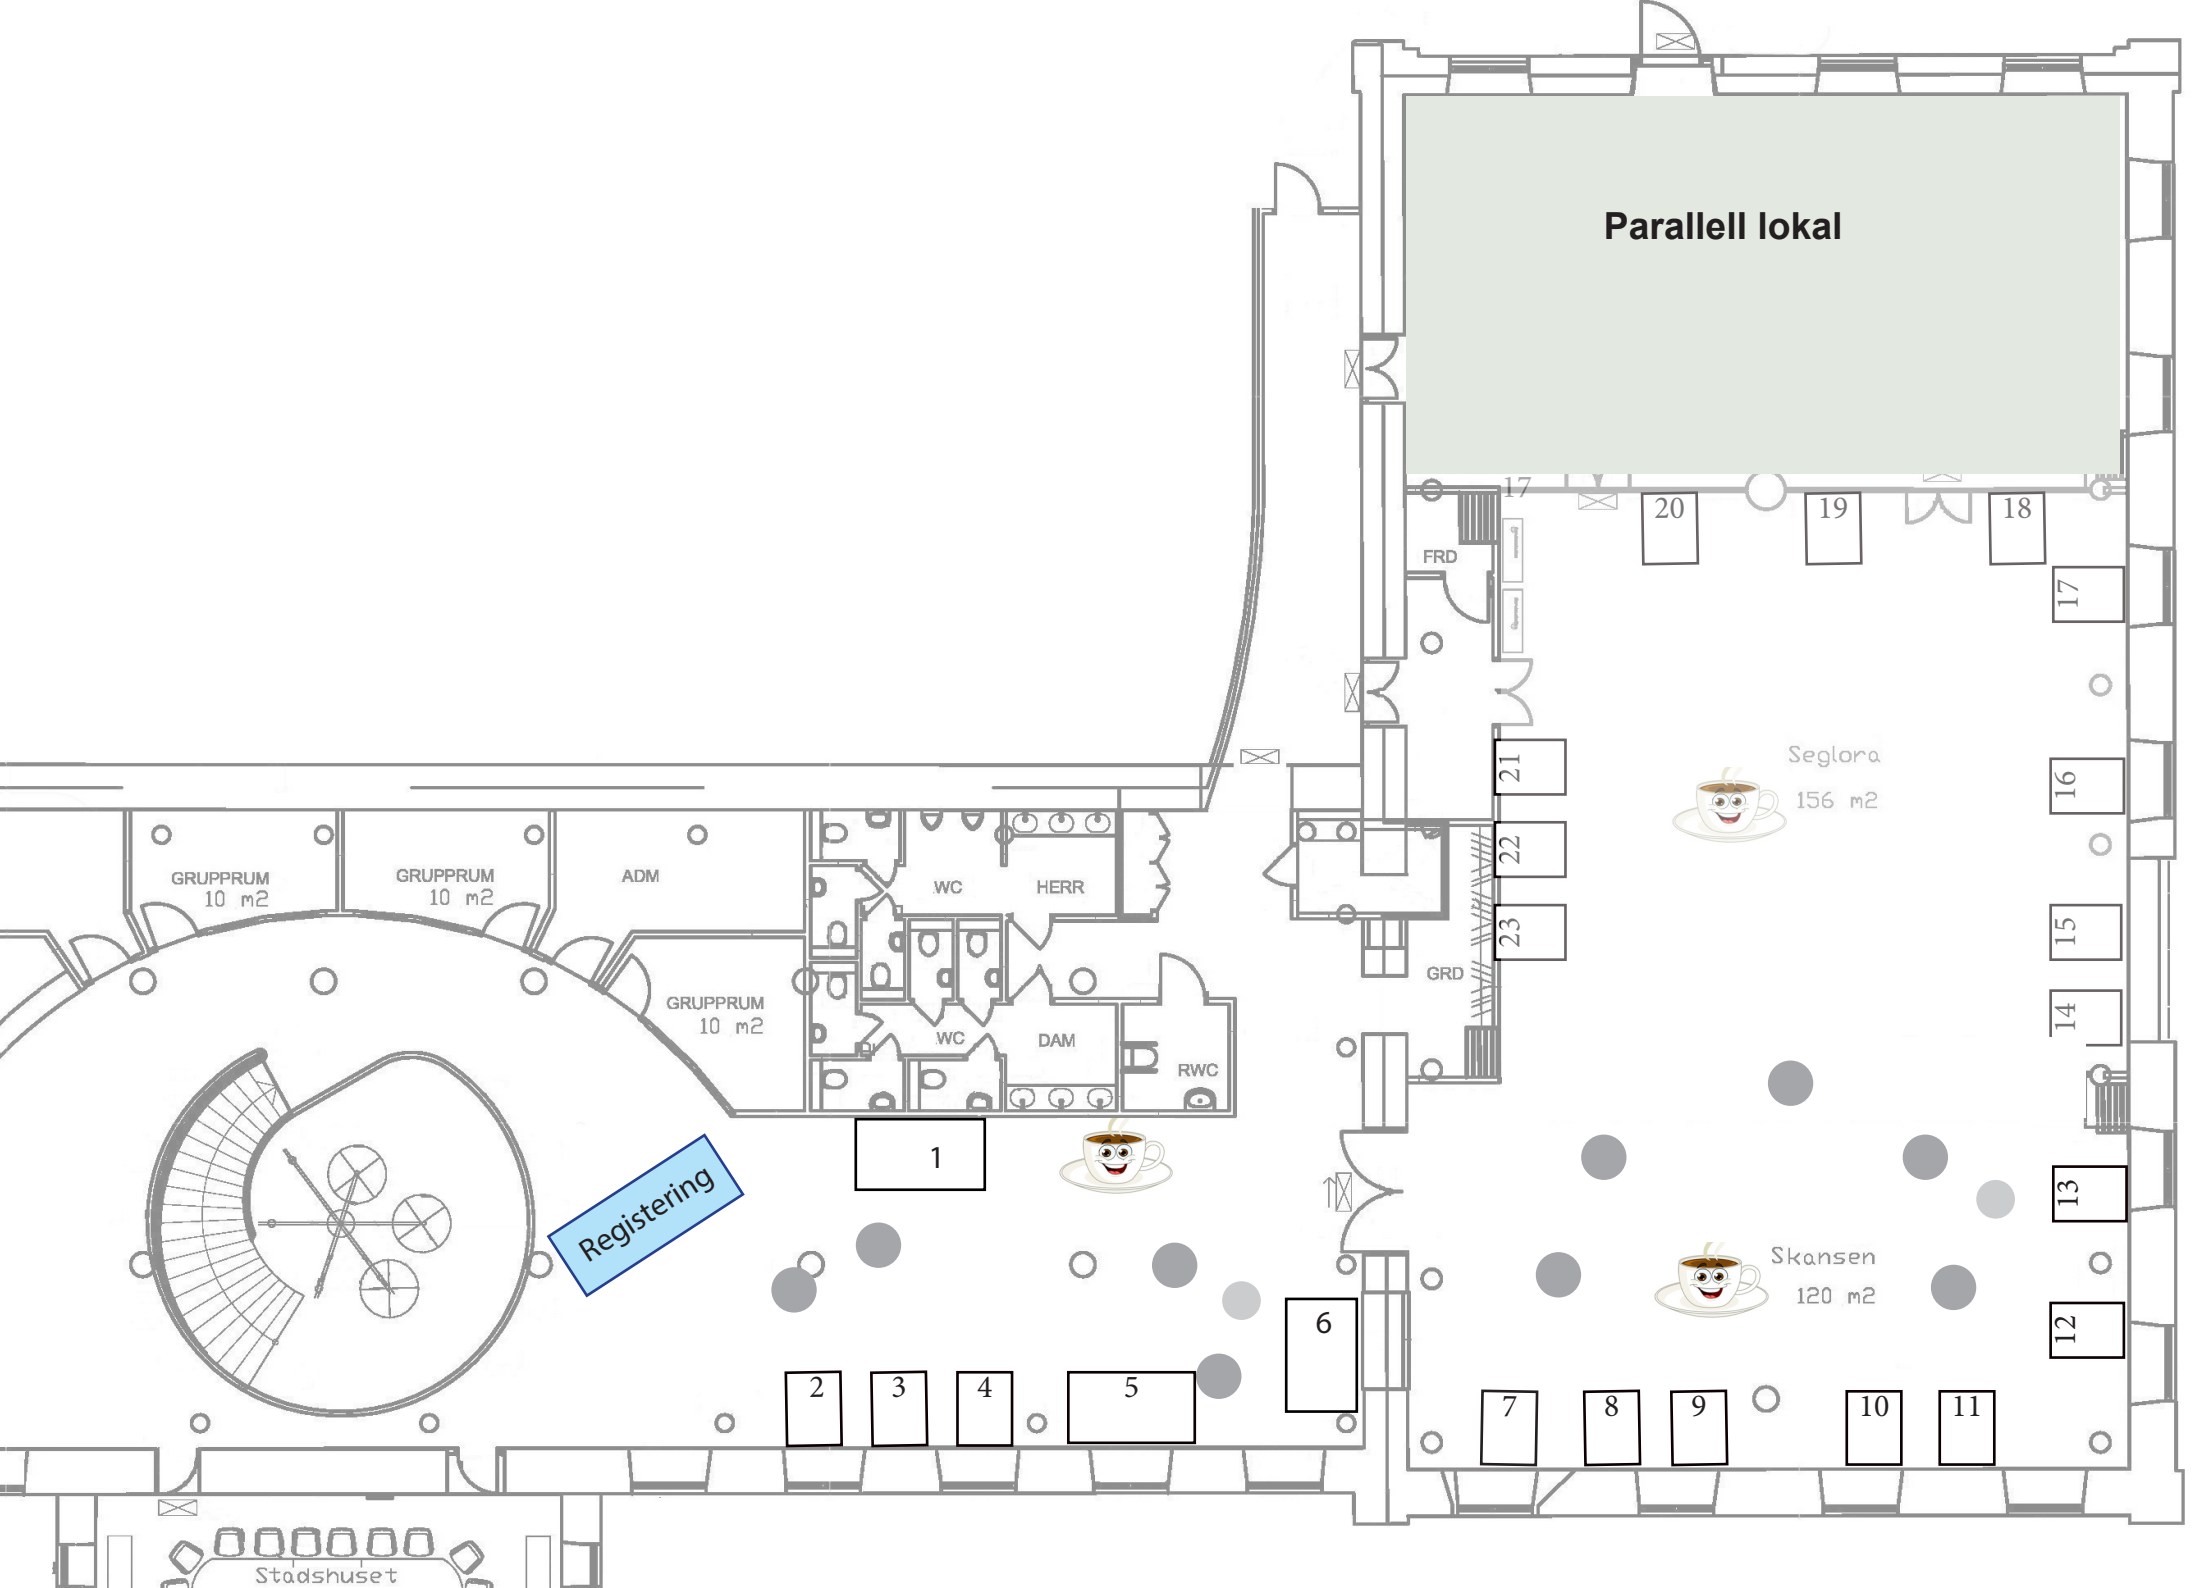 Parallell lokal
17
20
19
18
FRD
17
21
Seglora
156 m2
16
22
23
15
GRD
14
GRUPPRUM
10 m2
GRUPPRUM
10 m2
ADM
WC
HERR
GRUPPRUM
10 m2
WC
DAM
RWC
1
Registering
13
Skansen
120 m2
12
6
2
3
4
5
7
8
9
10
11
Stadshuset